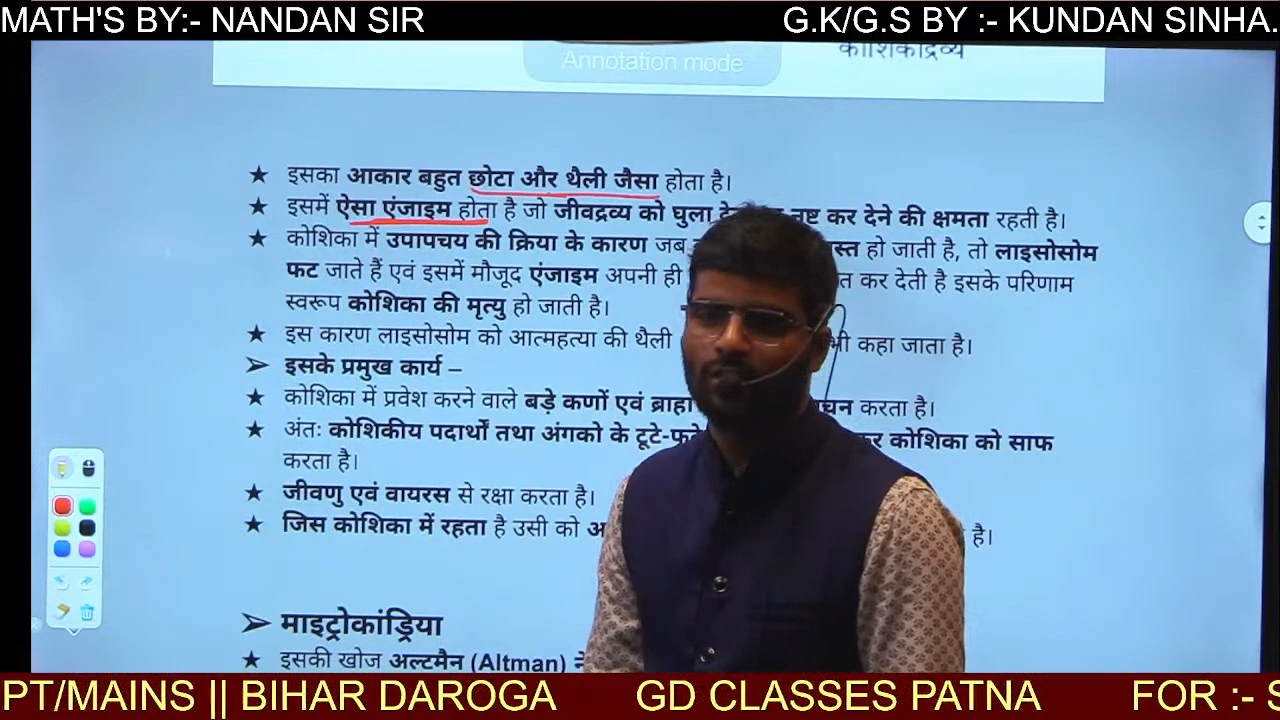 MATH'S BY:- NANDAN SIR
G.K/G.S BY :- KUNDAN SINHA.
Annotation mode
कोशिकाद्रव्य
★ इसका आकार बहुत छोटा और थैली जैसा होता है।
★ इसमें ऐसा एंजाइम होता है जो जीवद्रव्य को घुला नष्ट कर देने की क्षमता रहती है।
★ कोशिका में उपापचय की क्रिया के कारण जब हो जाती है, तो लाइसोसोम
फट जाते हैं एवं इसमें मौजूद एंजाइम अपनी ही कर देती है इसके परिणाम
स्वरूप कोशिका की मृत्यु हो जाती है।
★ इस कारण लाइसोसोम को आत्महत्या की थैली भी कहा जाता है।
➤ इसके प्रमुख कार्य –
★ कोशिका में प्रवेश करने वाले बड़े कणों एवं करता है।
★ अंतः कोशिकीय पदार्थों तथा अंगको के टूटे-फूटे कोशिका को साफ
करता है।
★ जीवणु एवं वायरस से रक्षा करता है।
★ जिस कोशिका में रहता है उसी को है।
➤ माइट्रोकांड्रिया
★ इसकी खोज अल्टमैन (Altman) ने
PT/MAINS || BIHAR DAROGA GD CLASSES PATNA FOR :- S